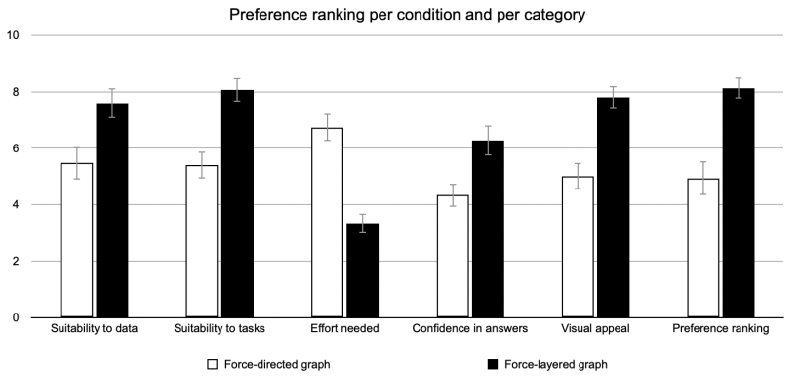 Preference ranking per condition and per category
10
8
6
4
2
0
Suitability to data
Suitability to tasks
Effort needed
Confidence in answers
Visual appeal
Preference ranking
Force-directed graph
Force-layered graph